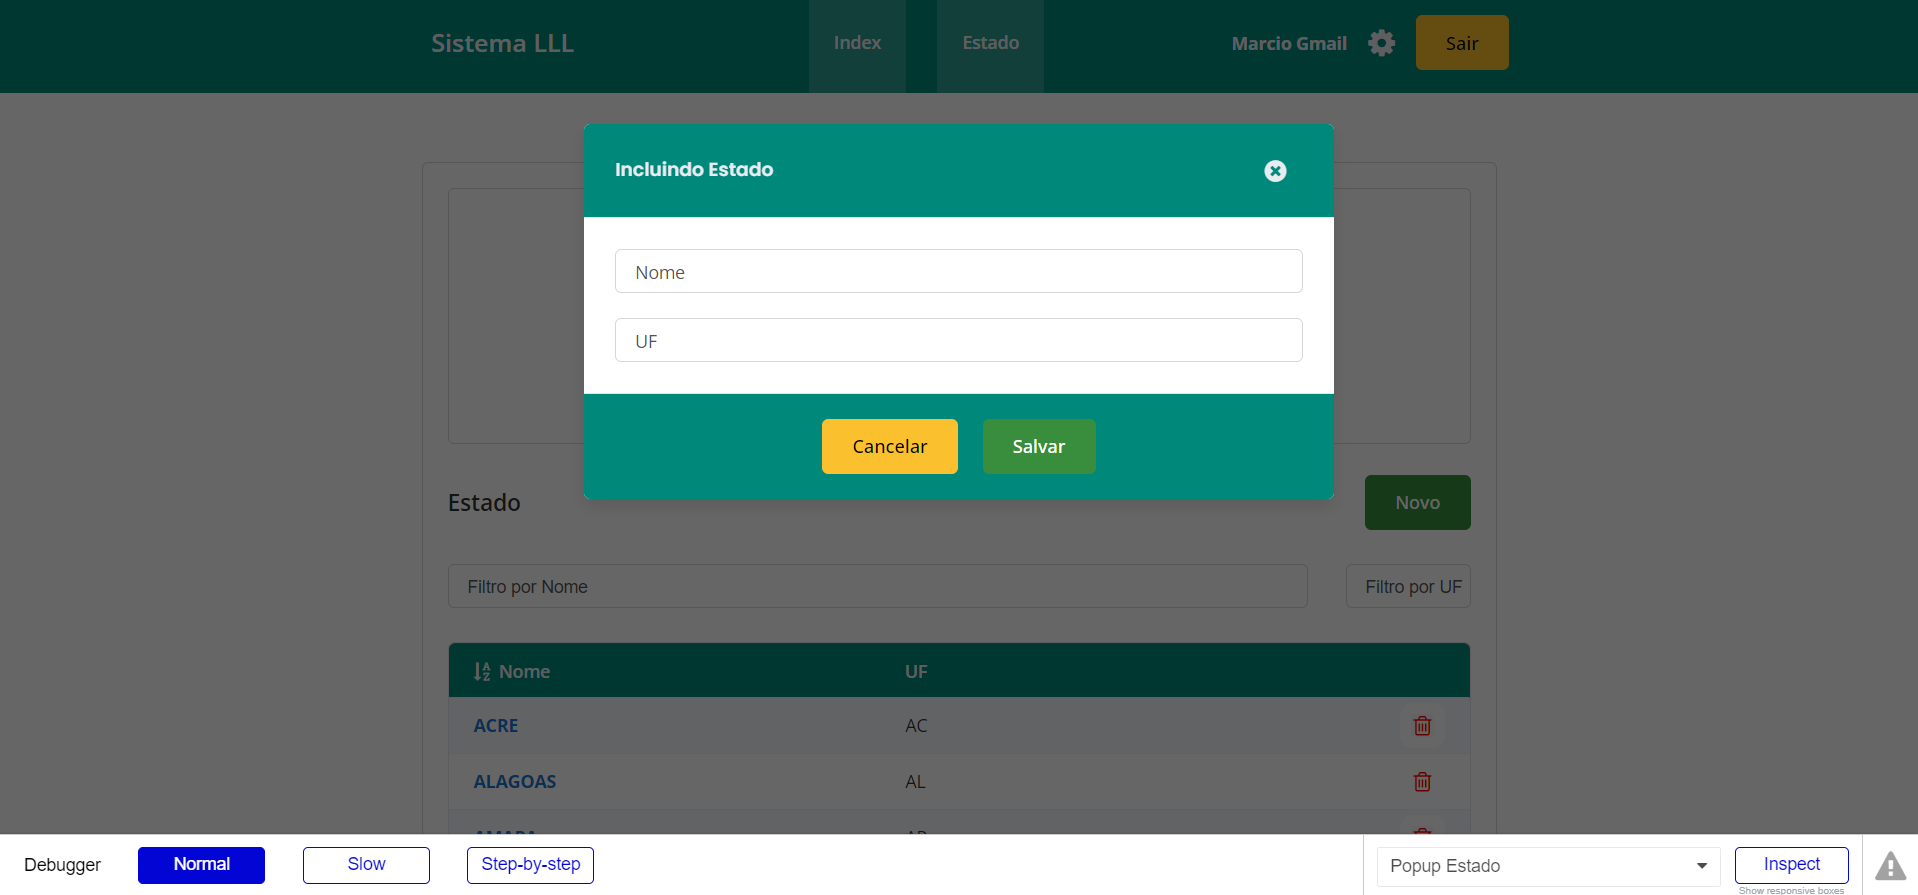 Sistema LLL
Index
Estado
Marcio Gmail
Sair
Incluindo Estado
Nome
UF
Cancelar
Salvar
Estado
Novo
Filtro por Nome
Filtro por UF
Nome
UF
ACRE
AC
ALAGOAS
AL
AMAPA
AP
Debugger
Normal
Slow
Step-by-step
Popup Estado
Inspect
Show responsive boxes